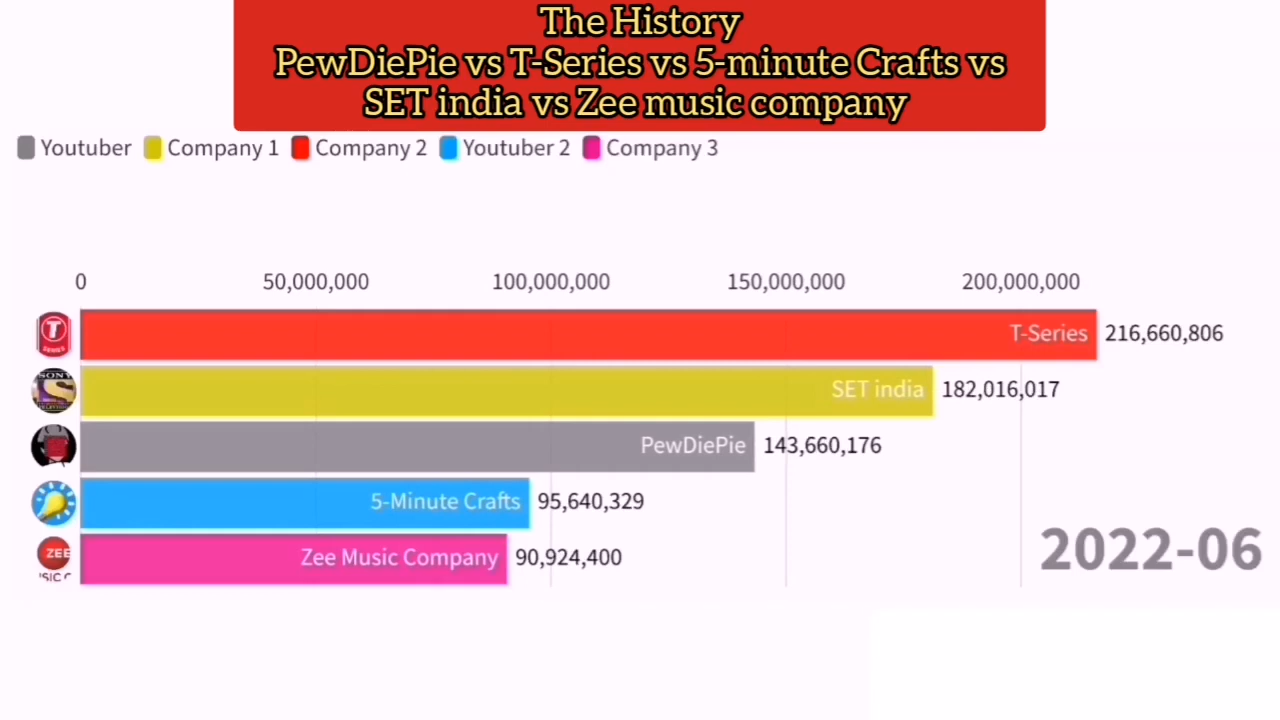 The History
PewDiePie vs T-Series vs 5-minute Crafts vs
SET india vs Zee music company
Youtuber Company 1 Company 2 Youtuber 2 Company 3
0 50,000,000 100,000,000 150,000,000 200,000,000
T SERIES T-Series 216,660,806
SONY SET india 182,016,017
PewDiePie 143,660,176
5-Minute Crafts 95,640,329
ZEE Zee Music Company 90,924,400
2022-06